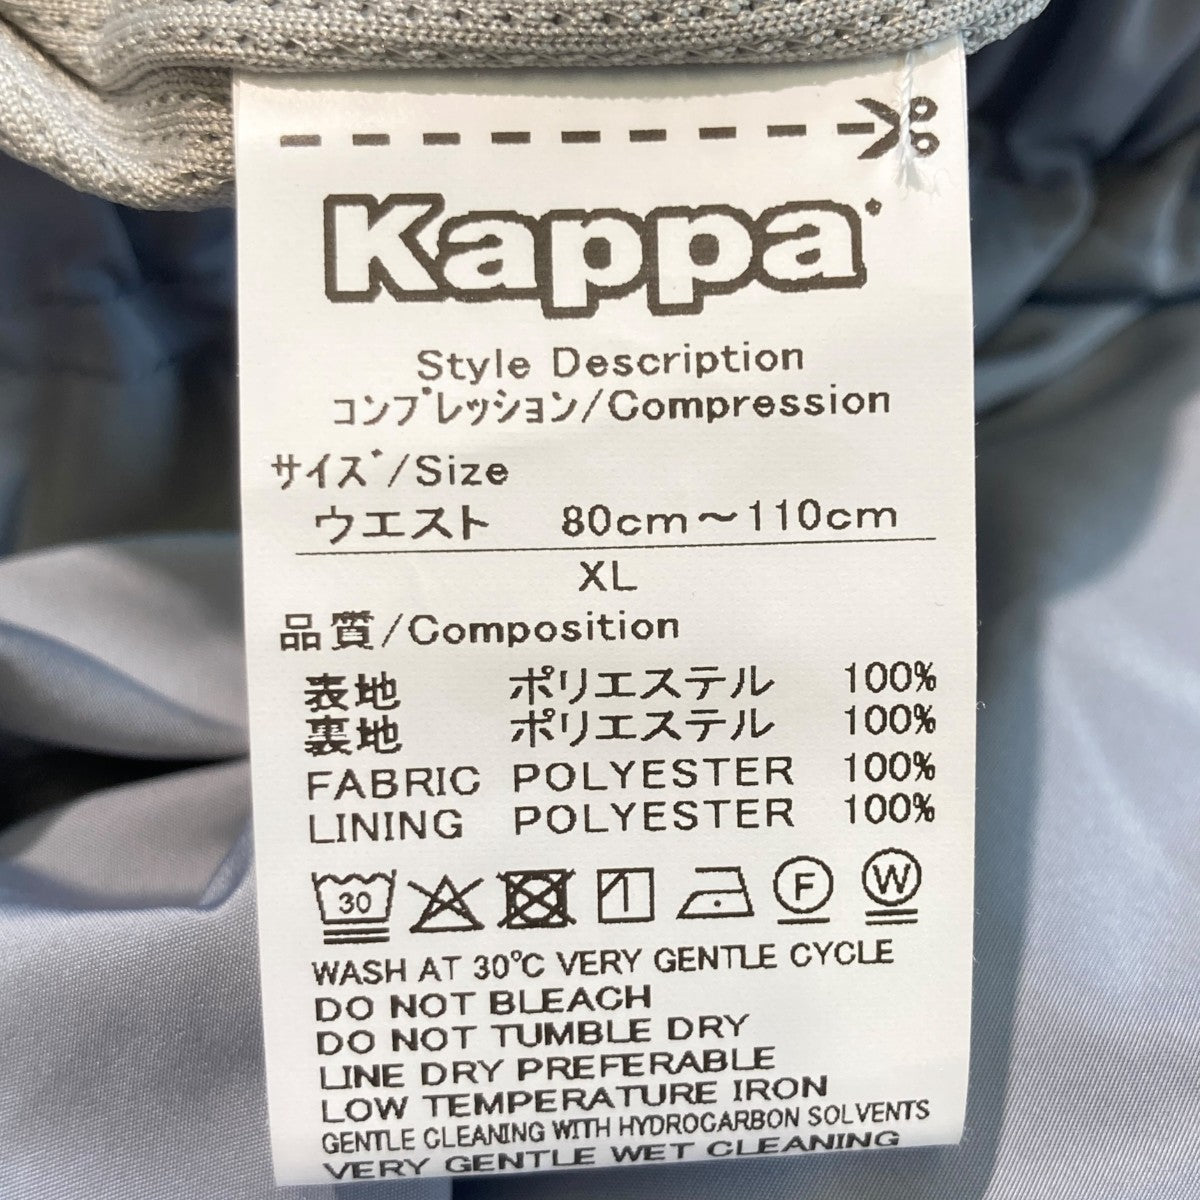 Kappa
Style Description
コンプレッション/Compression
サイズ/Size
ウエスト 80cm〜110cm
XL
品質/Composition
表地 ポリエステル 100%
裏地 ポリエステル 100%
FABRIC POLYESTER 100%
LINING POLYESTER 100%
30 F W
WASH AT 30℃ VERY GENTLE CYCLE
DO NOT BLEACH
DO NOT TUMBLE DRY
LINE DRY PREFERABLE
LOW TEMPERATURE IRON
GENTLE CLEANING WITH HYDROCARBON SOLVENTS
VERY GENTLE WET CLEANING